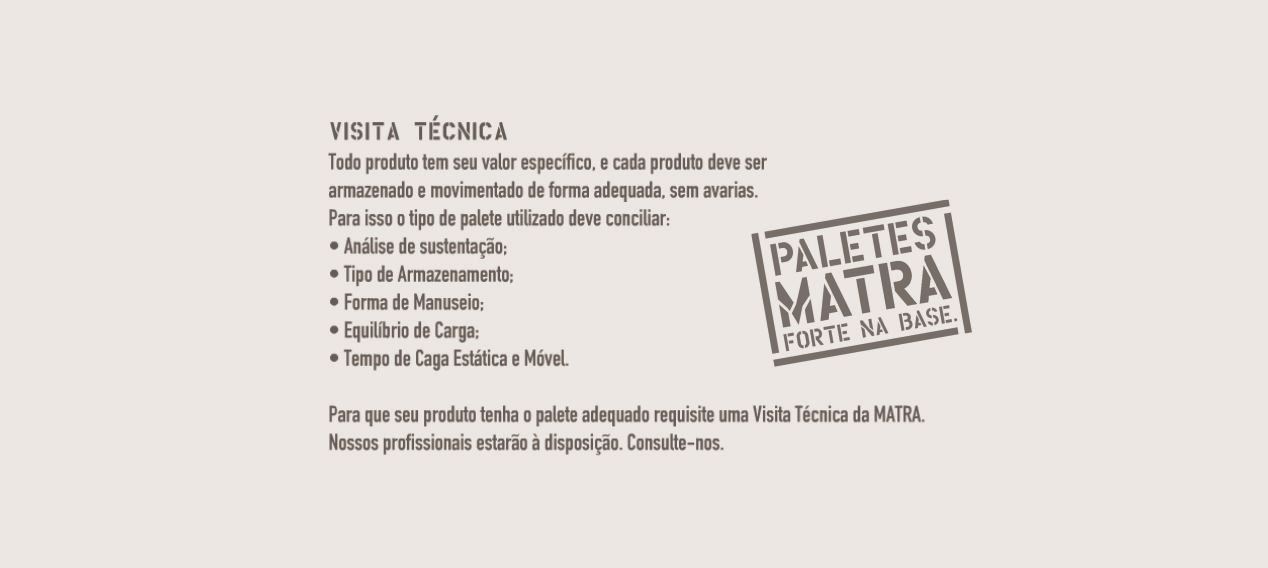 VISITA TÉCNICA
Todo produto tem seu valor específico, e cada produto deve ser
armazenado e movimentado de forma adequada, sem avarias.
Para isso o tipo de palete utilizado deve conciliar:
• Análise de sustentação;
• Tipo de Armazenamento;
• Forma de Manuseio;
• Equilíbrio de Carga;
• Tempo de Caga Estática e Móvel.
PALETES
MATRA
FORTE NA BASE.
Para que seu produto tenha o palete adequado requisite uma Visita Técnica da MATRA.
Nossos profissionais estarão à disposição. Consulte-nos.